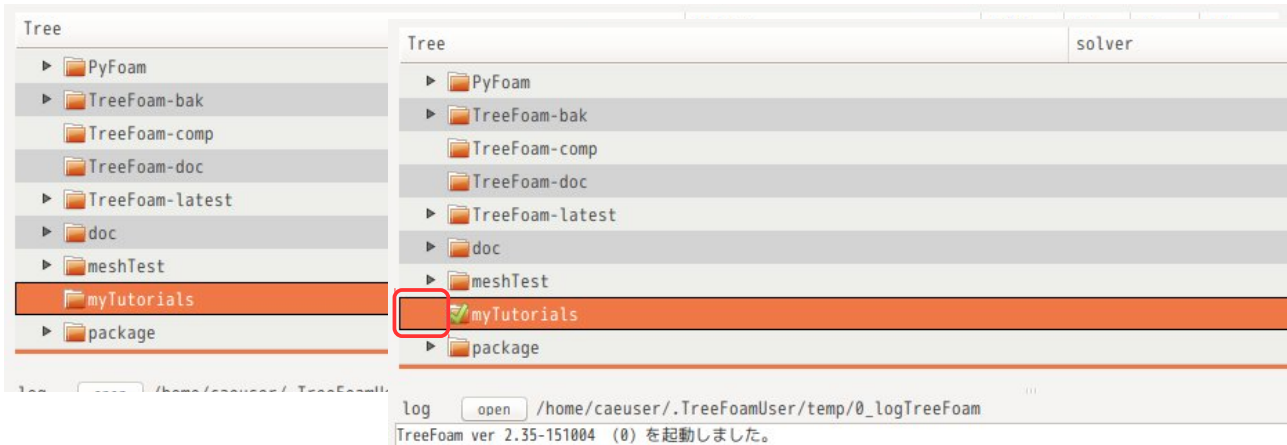 Tree
PyFoam
TreeFoam-bak
TreeFoam-comp
TreeFoam-doc
TreeFoam-latest
doc
meshTest
myTutorials
package
Tree solver
PyFoam
TreeFoam-bak
TreeFoam-comp
TreeFoam-doc
TreeFoam-latest
doc
meshTest
myTutorials
package
log open /home/caeuser/.TreeFoamUser/temp/0_logTreeFoam
TreeFoam ver 2.35-151004 (0) を起動しました。